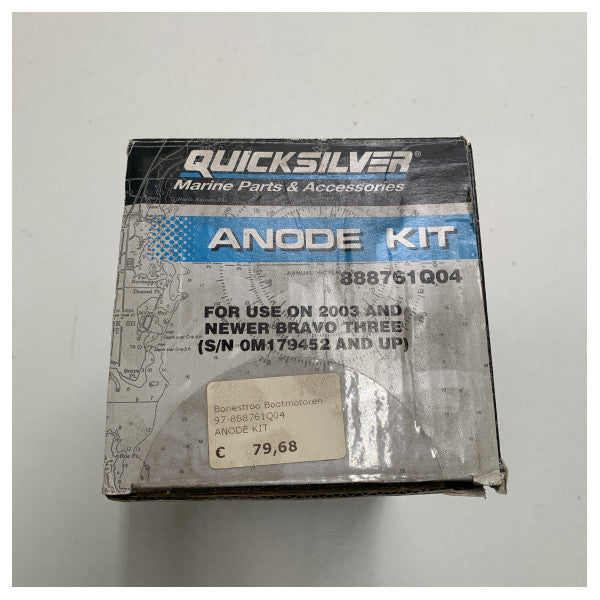 QUICKSILVER®
Marine Parts & Accessories
ANODE KIT
888761Q04
FOR USE ON 2003 AND
NEWER BRAVO THREE
(S/N 0M179452 AND UP)
Bonestroo Bootmotoren
97-888761Q04
ANODE KIT
€ 79,68